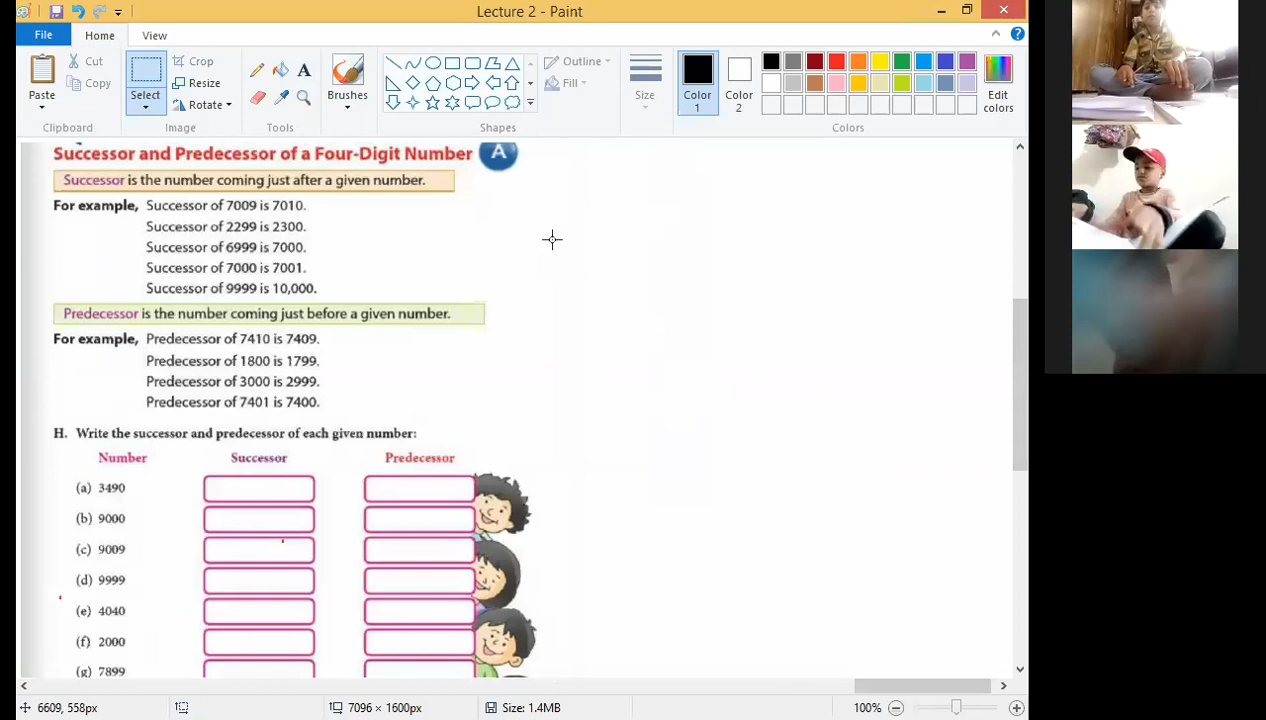 Lecture 2 - Paint
File Home View
Paste Cut Copy Clipboard
Select Crop Resize Rotate Image
Tools
Brushes
Outline Fill Shapes
Size
Color 1 Color 2 Edit colors Colors
Successor and Predecessor of a Four-Digit Number A
Successor is the number coming just after a given number.
For example, Successor of 7009 is 7010.
Successor of 2299 is 2300.
Successor of 6999 is 7000.
Successor of 7000 is 7001.
Successor of 9999 is 10,000.
Predecessor is the number coming just before a given number.
For example, Predecessor of 7410 is 7409.
Predecessor of 1800 is 1799.
Predecessor of 3000 is 2999.
Predecessor of 7401 is 7400.
H. Write the successor and predecessor of each given number:
Number Successor Predecessor
(a) 3490
(b) 9000
(c) 9009
(d) 9999
(e) 4040
(f) 2000
(g) 7899
6609, 558px 7096 × 1600px Size: 1.4MB 100%